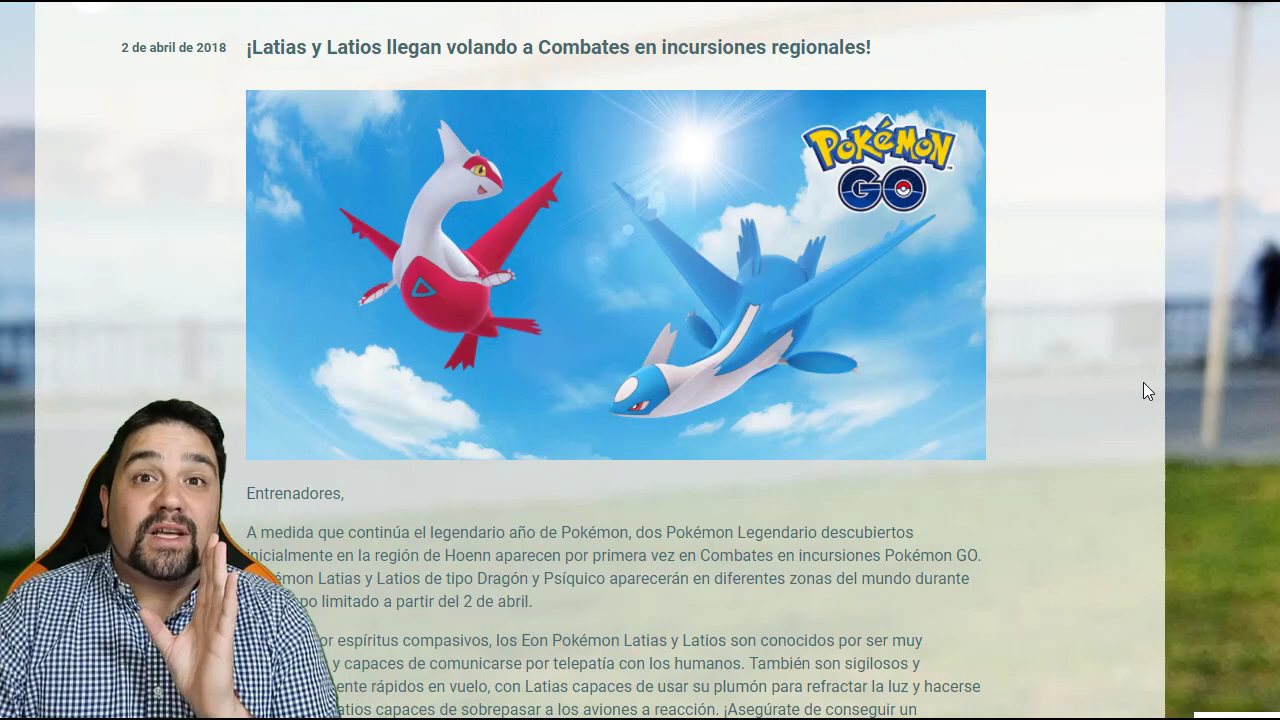 2 de abril de 2018 ¡Latias y Latios llegan volando a Combates en incursiones regionales!
POKÉMON
GO
Entrenadores,
A medida que continúa el legendario año de Pokémon, dos Pokémon Legendario descubiertos
inicialmente en la región de Hoenn aparecen por primera vez en Combates en incursiones Pokémon GO.
Latias y Latios de tipo Dragón y Psíquico aparecerán en diferentes zonas del mundo durante
limitado a partir del 2 de abril.
espíritus compasivos, los Eon Pokémon Latias y Latios son conocidos por ser muy
y capaces de comunicarse por telepatía con los humanos. También son sigilosos y
rápidos en vuelo, con Latias capaces de usar su plumón para refractar la luz y hacerse
capaces de sobrepasar a los aviones a reacción. ¡Asegúrate de conseguir un